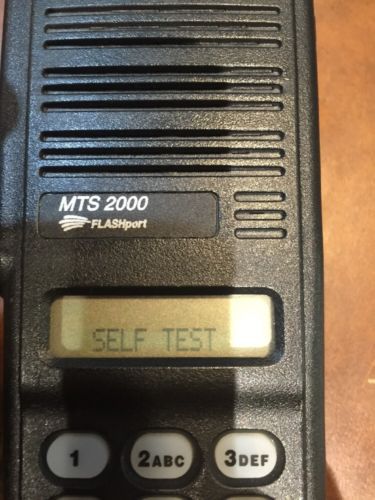 MTS 2000
FLASHport
SELF TEST
1 2ABC 3DEF